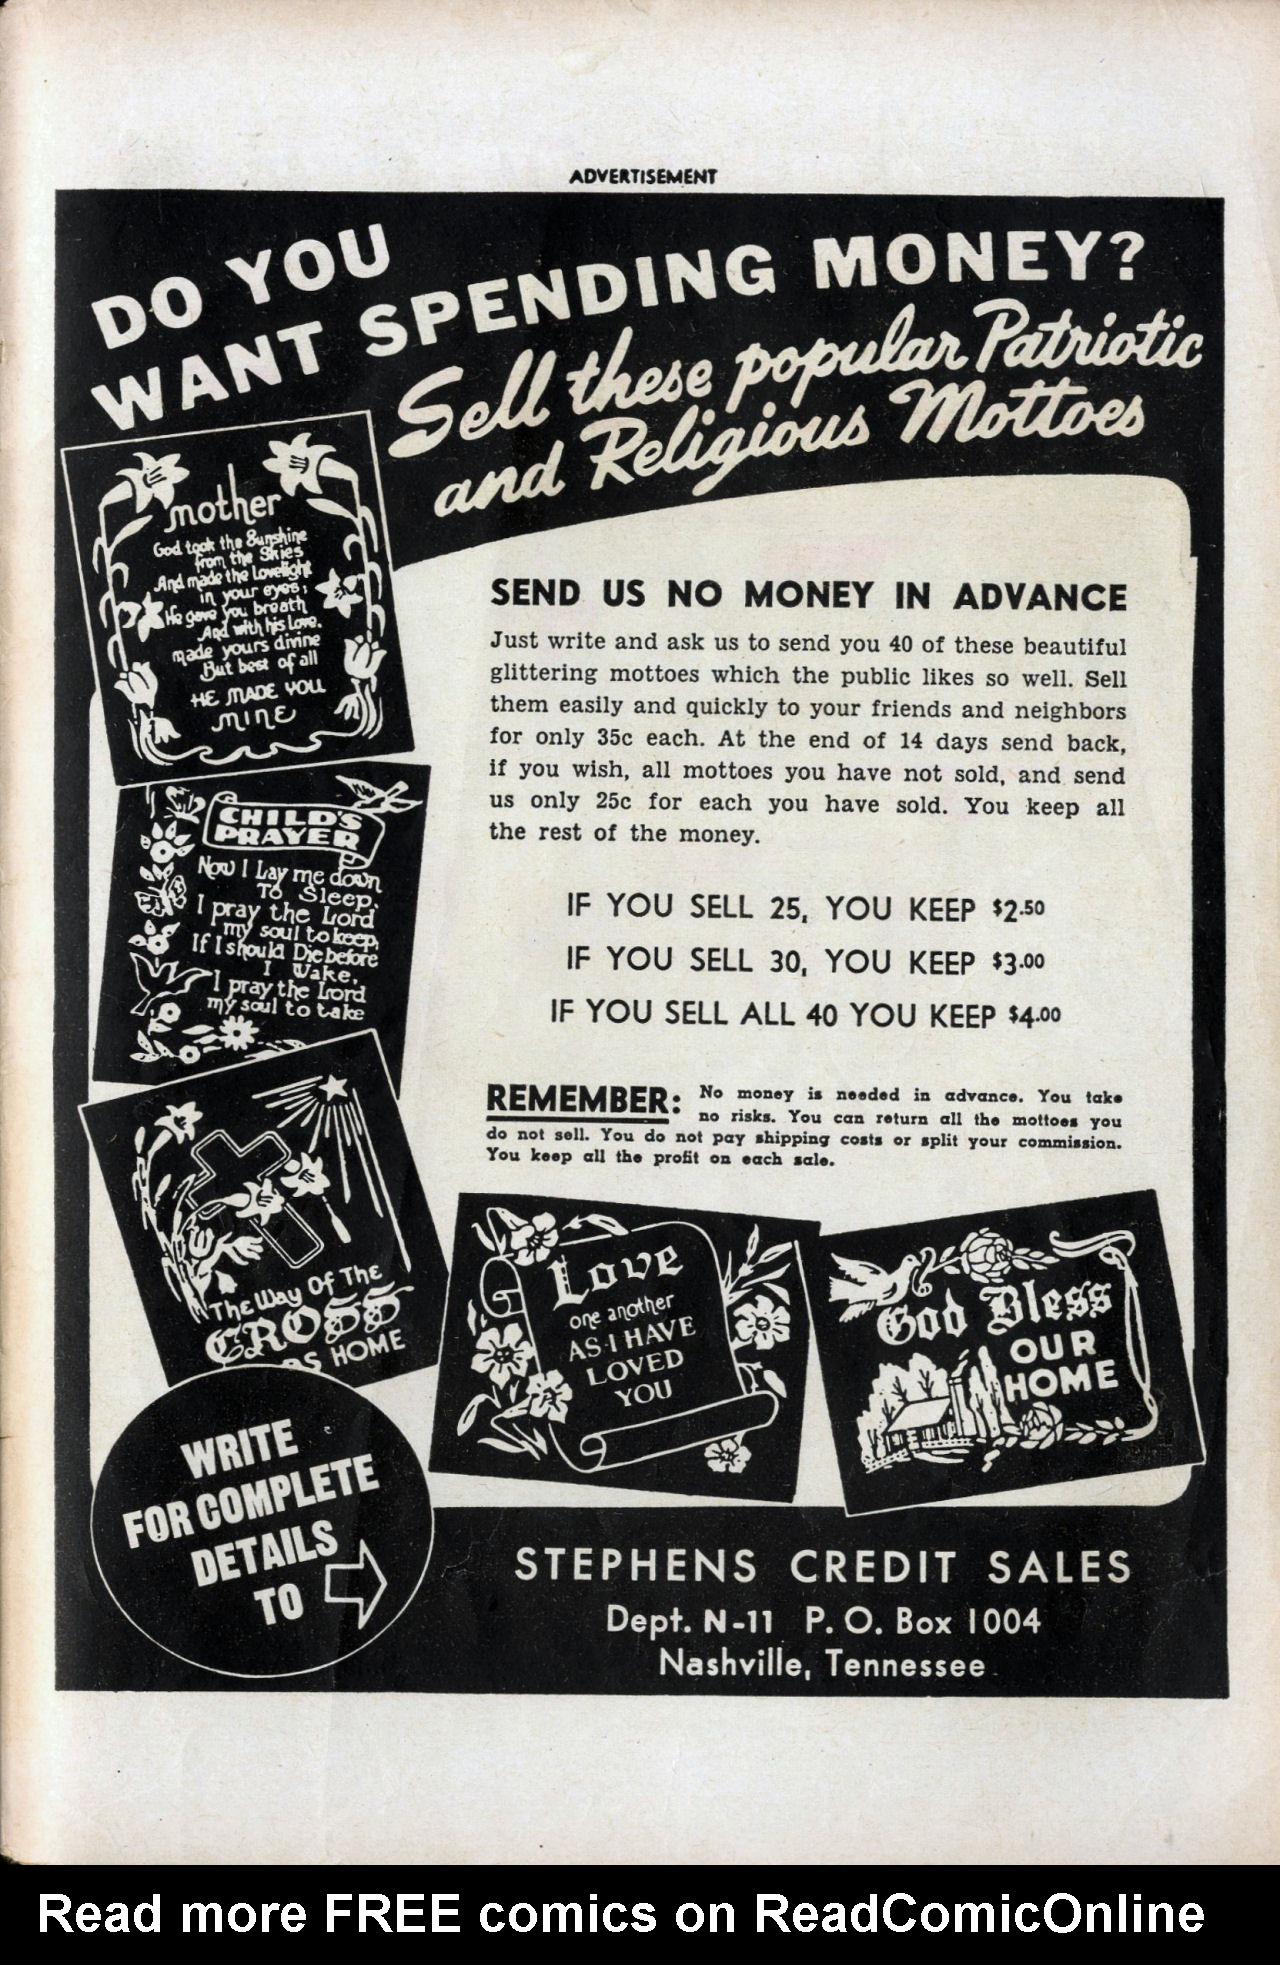 ADVERTISEMENT
DO YOU
WANT SPENDING MONEY?
Sell these popular Patriotic
and Religious Mottoes
mother
God took the Sunshine
from the Skies
And made the Lovelight
in your eyes,
He gave you breath
And with his Love.
made yours divine
But best of all
HE MADE YOU
MINE
CHILD'S
PRAYER
Now I Lay me down
To Sleep,
I pray the Lord
my soul to keep,
If I should Die before
I Wake,
I pray the Lord
my soul to take
The Way Of The
CROSS
HOME
SEND US NO MONEY IN ADVANCE
Just write and ask us to send you 40 of these beautiful
glittering mottoes which the public likes so well. Sell
them easily and quickly to your friends and neighbors
for only 35c each. At the end of 14 days send back,
if you wish, all mottoes you have not sold, and send
us only 25c for each you have sold. You keep all
the rest of the money.
IF YOU SELL 25, YOU KEEP $2.50
IF YOU SELL 30, YOU KEEP $3.00
IF YOU SELL ALL 40 YOU KEEP $4.00
REMEMBER: No money is needed in advance. You take
no risks. You can return all the mottoes you
do not sell. You do not pay shipping costs or split your commission.
You keep all the profit on each sale.
Love
one another
AS I HAVE
LOVED
YOU
God Bless
OUR
HOME
WRITE
FOR COMPLETE
DETAILS
TO
STEPHENS CREDIT SALES
Dept. N-11 P. O. Box 1004
Nashville, Tennessee
Read more FREE comics on ReadComicOnline